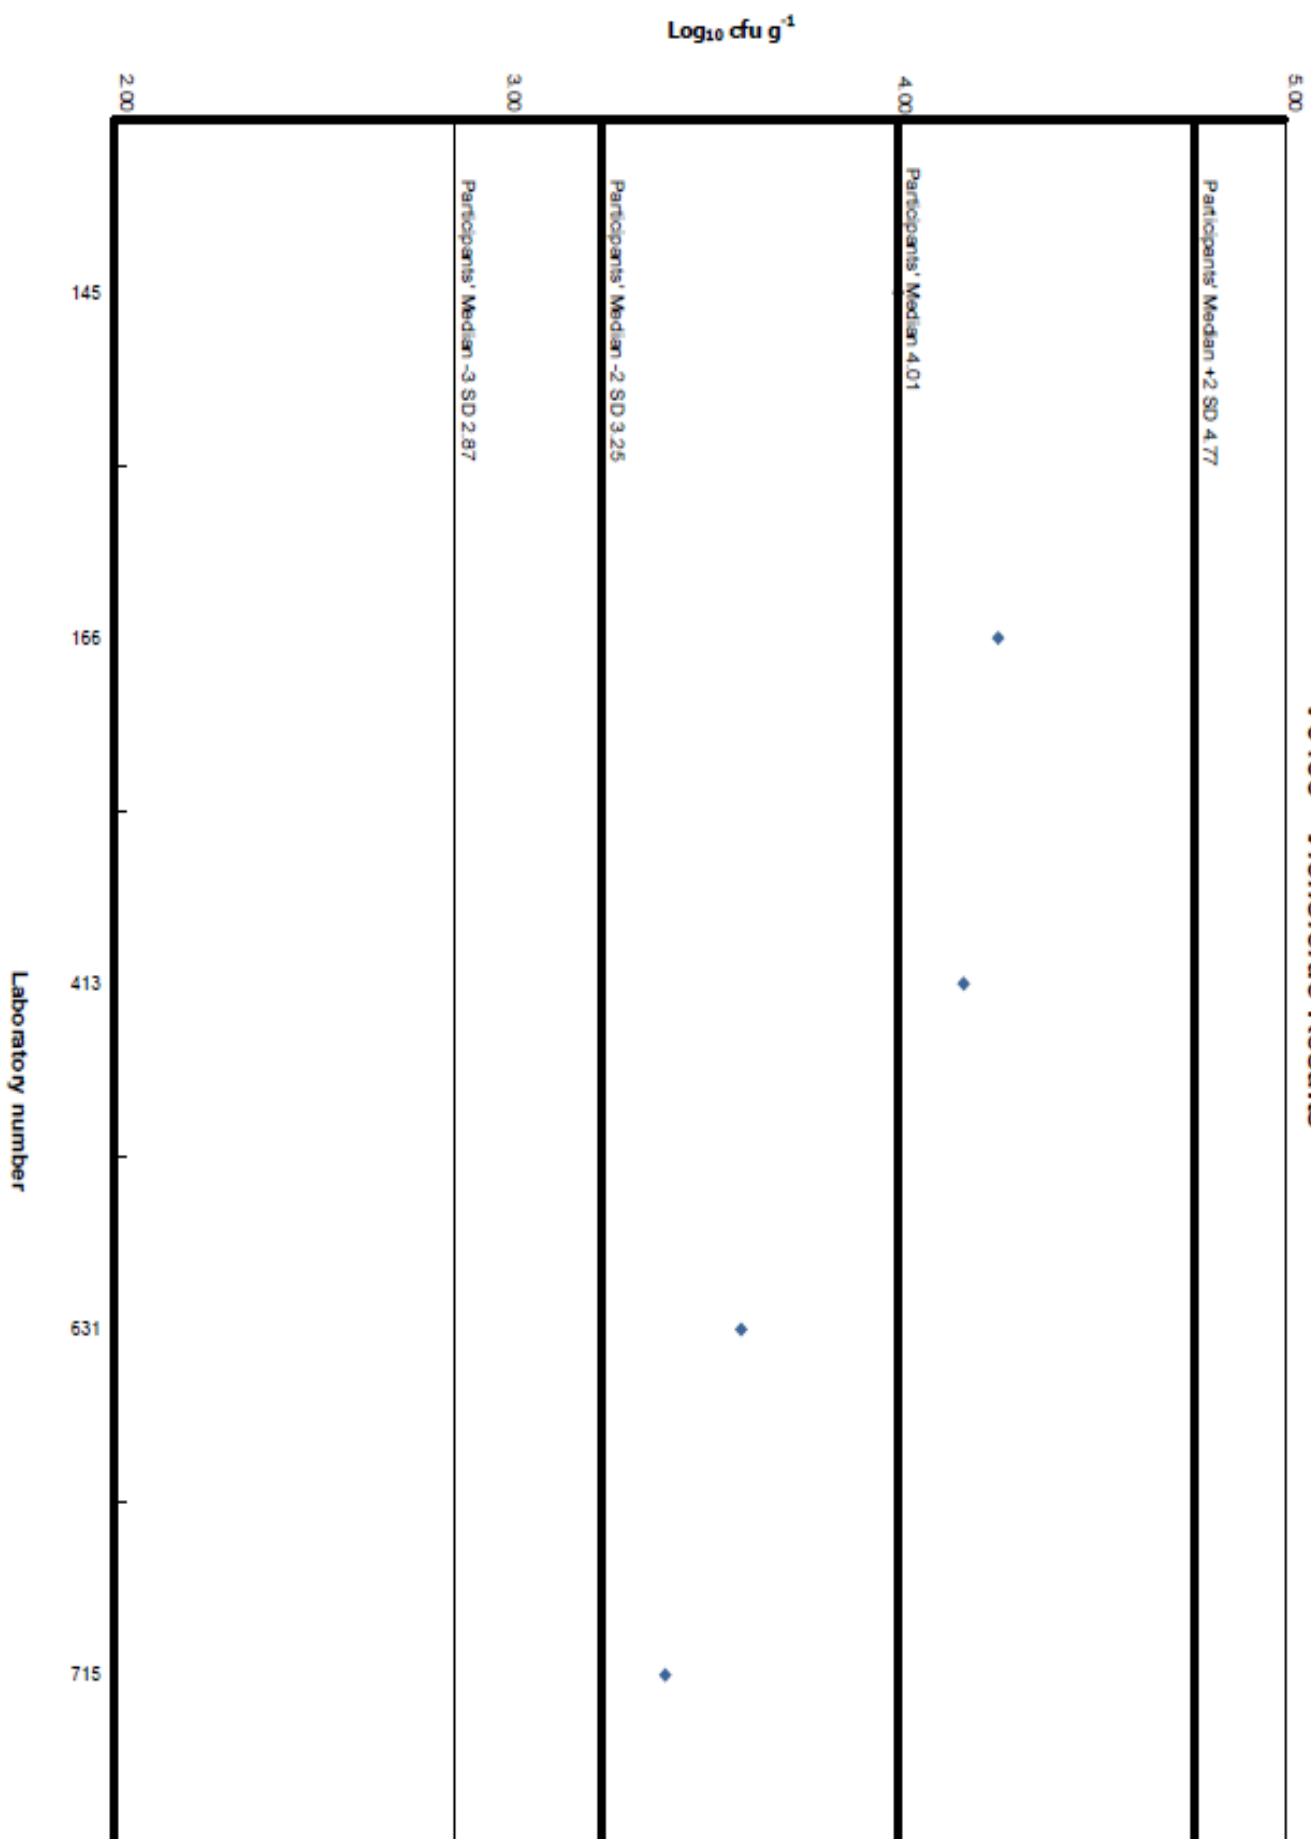 Log₁₀ cfu g⁻¹
5.00
4.00
3.00
2.00
Participants' Median +2 SD 4.77
Participants' Median 4.01
Participants' Median -2 SD 3.25
Participants' Median -3 SD 2.87
145
166
413
631
715
Laboratory number